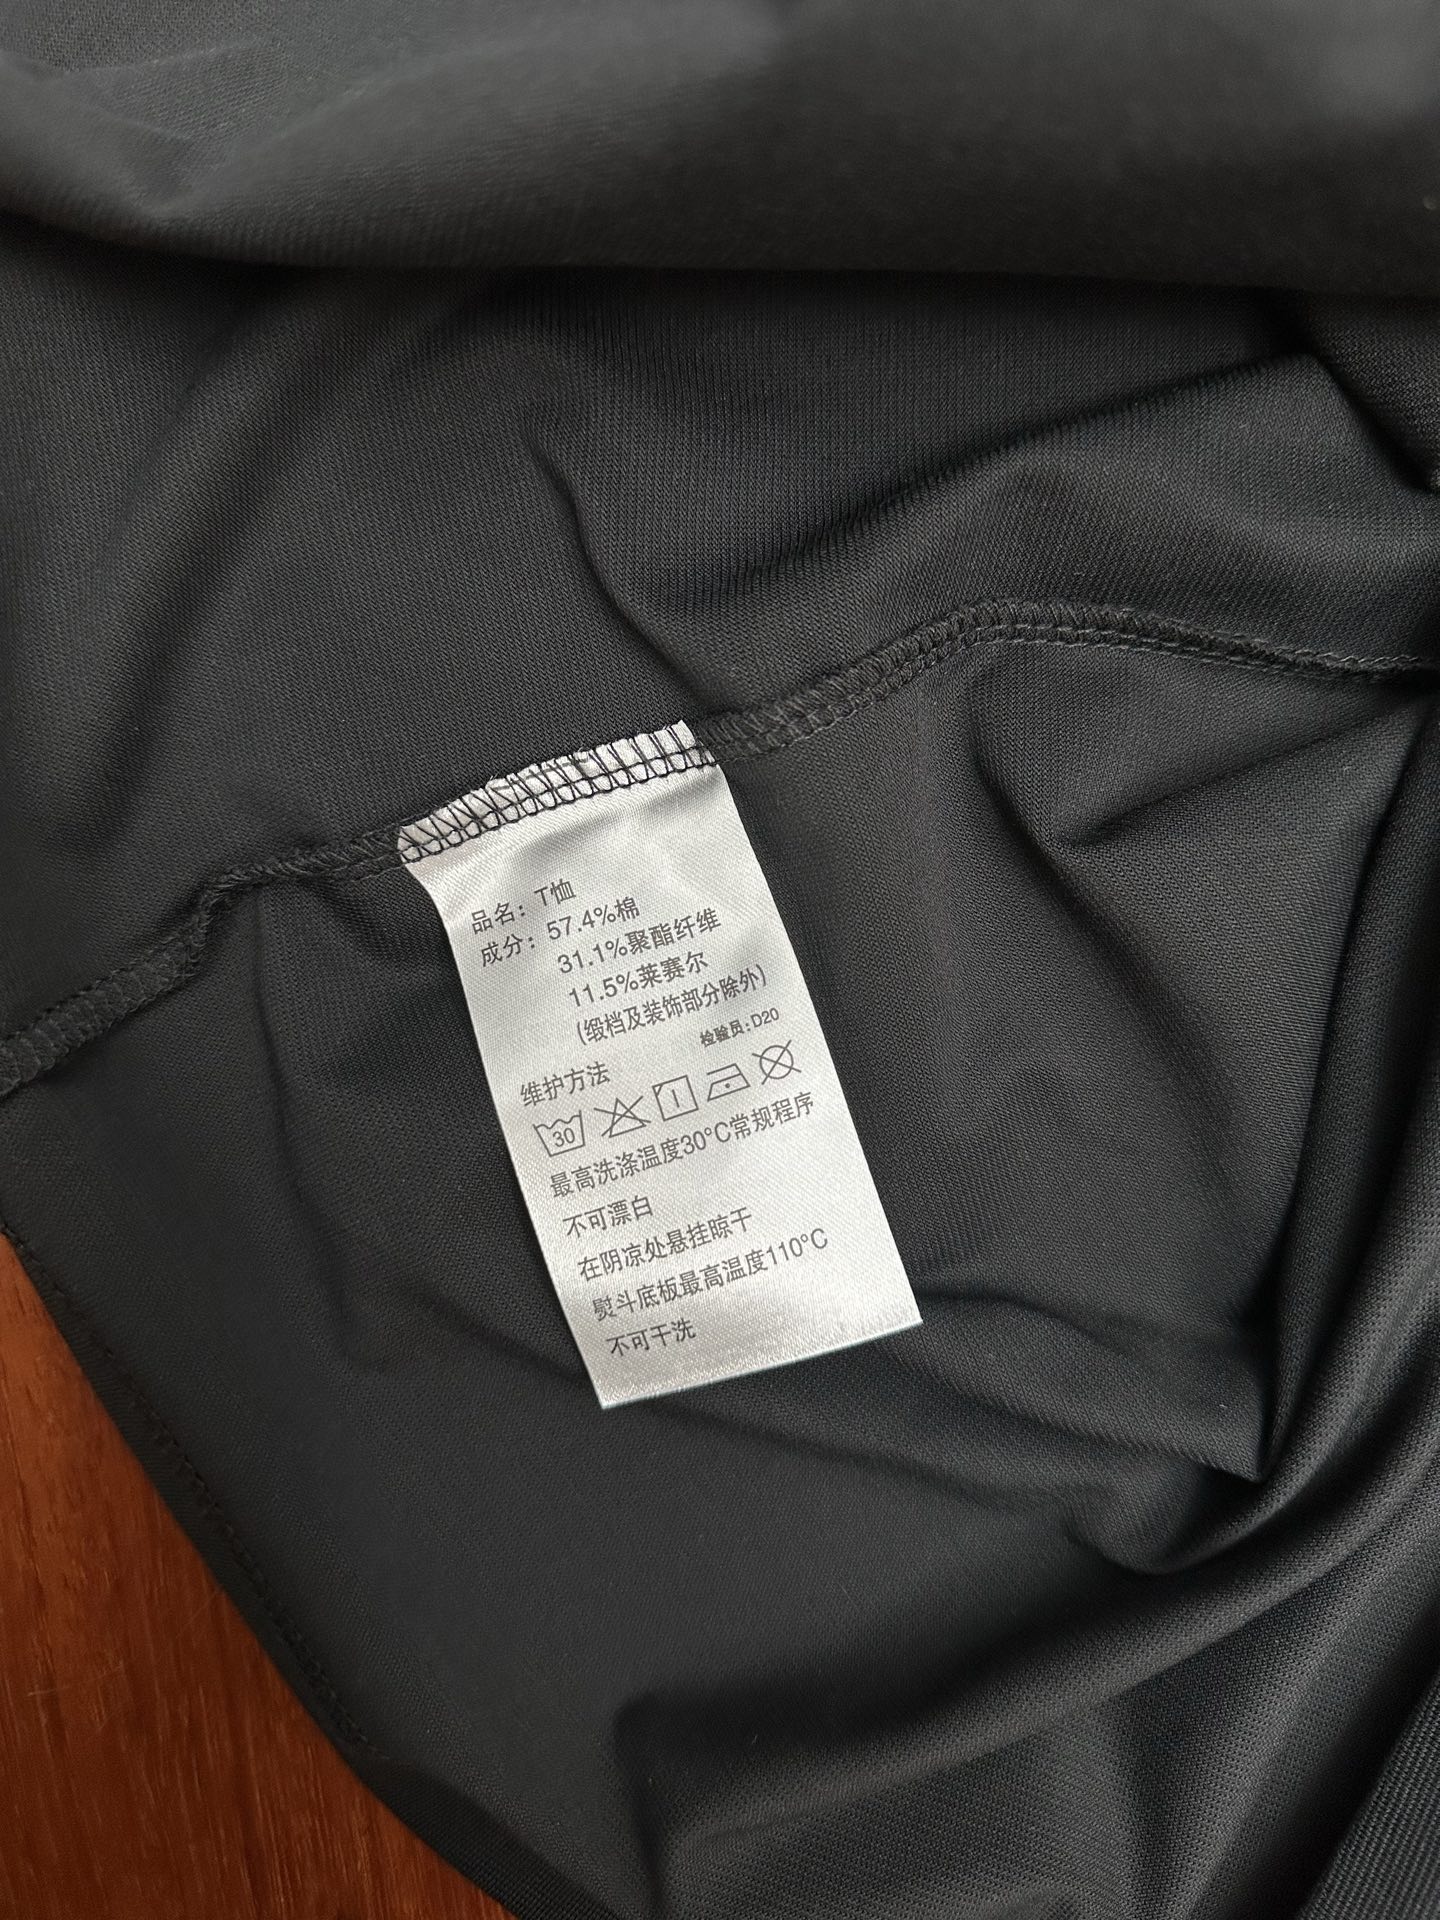 品名：T恤
成分：57.4%棉
31.1%聚酯纤维
11.5%莱赛尔
(缎档及装饰部分除外)
检验员：D20
维护方法
30
最高洗涤温度30°C常规程序
不可漂白
在阴凉处悬挂晾干
熨斗底板最高温度110°C
不可干洗